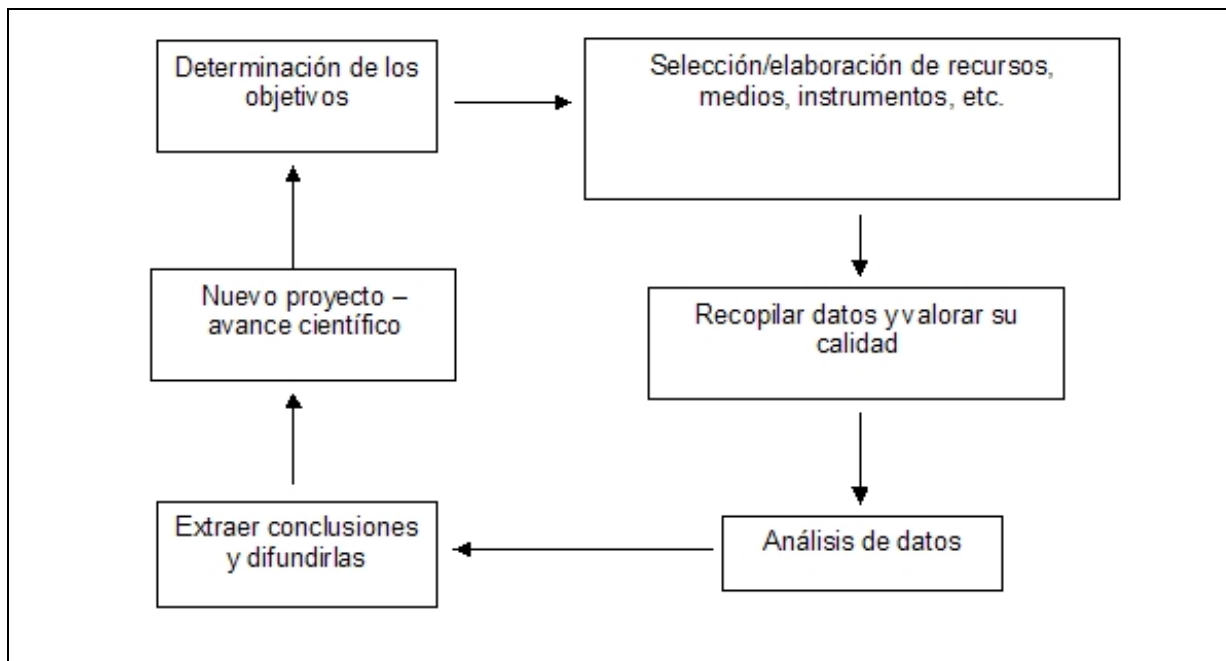 Determinación de los
objetivos
Selección/elaboración de recursos,
medios, instrumentos, etc.
Recopilar datos y valorar su
calidad
Análisis de datos
Extraer conclusiones
y difundirlas
Nuevo proyecto –
avance científico